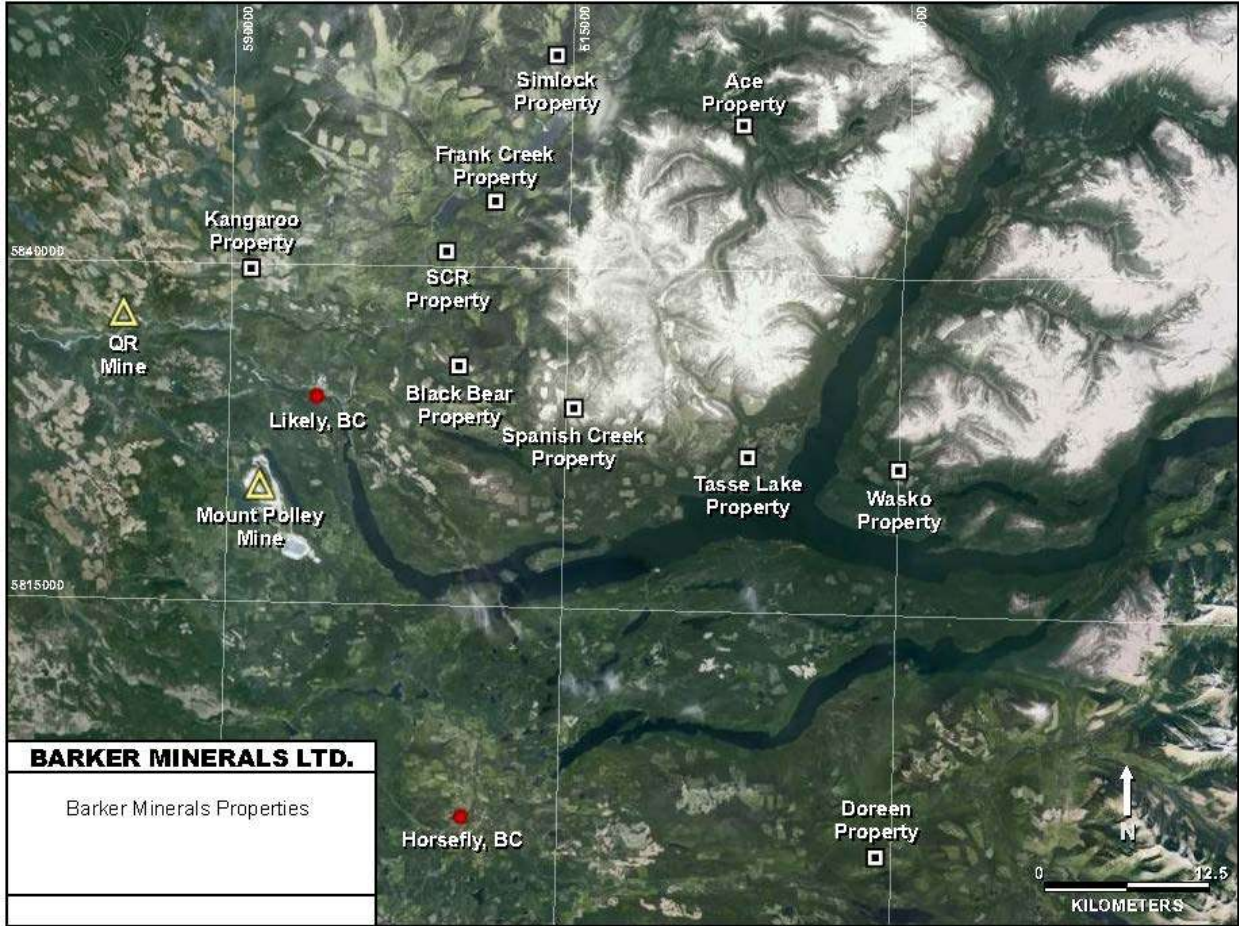 590000
615000
Simlock
Property
Ace
Property
Frank Creek
Property
Kangaroo
Property
5840000
SCR
Property
QR
Mine
Black Bear
Property
Likely, BC
Spanish Creek
Property
Tasse Lake
Property
Wasko
Property
Mount Polley
Mine
5815000
BARKER MINERALS LTD.
Barker Minerals Properties
Horsefly, BC
Doreen
Property
N
0 12.5
KILOMETERS